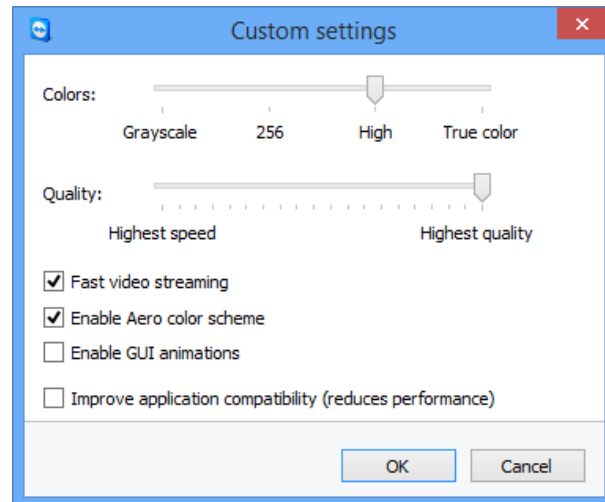 Custom settings
Colors:
Grayscale 256 High True color
Quality:
Highest speed Highest quality
Fast video streaming
Enable Aero color scheme
Enable GUI animations
Improve application compatibility (reduces performance)
OK Cancel